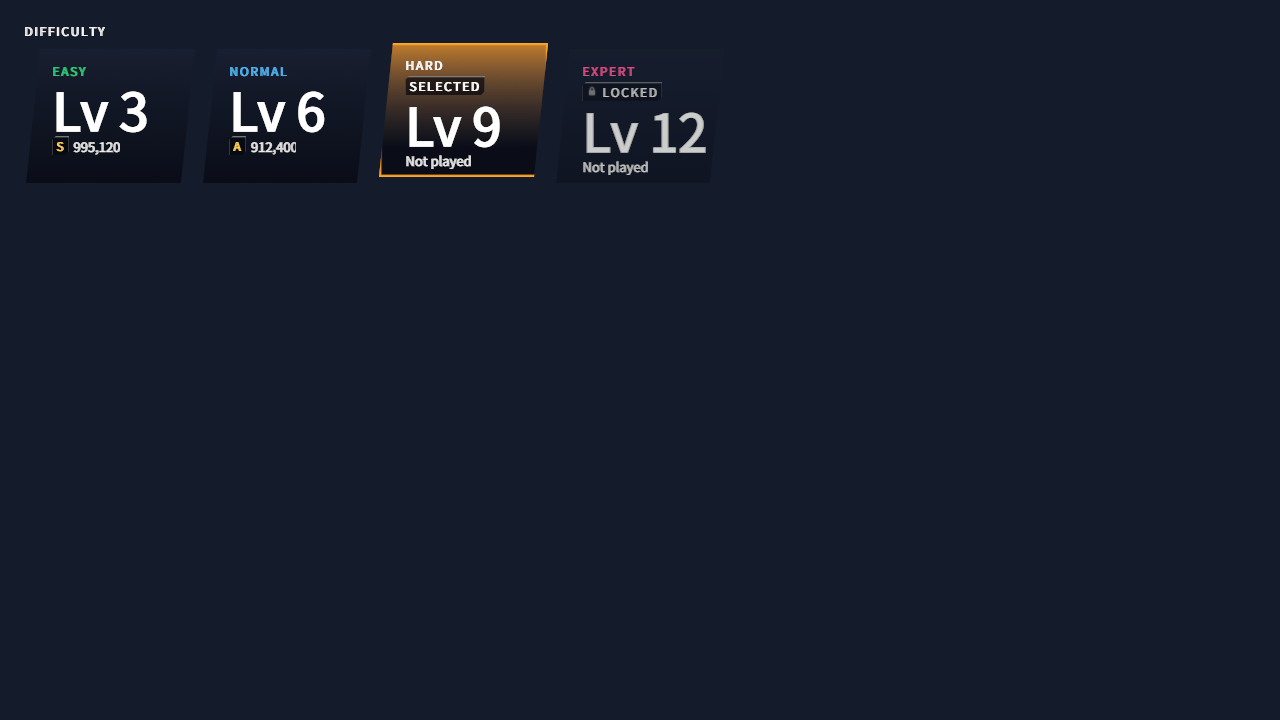 DIFFICULTY
EASY
Lv 3
S 995,120
NORMAL
Lv 6
A 912,400
HARD
SELECTED
Lv 9
Not played
EXPERT
LOCKED
Lv 12
Not played